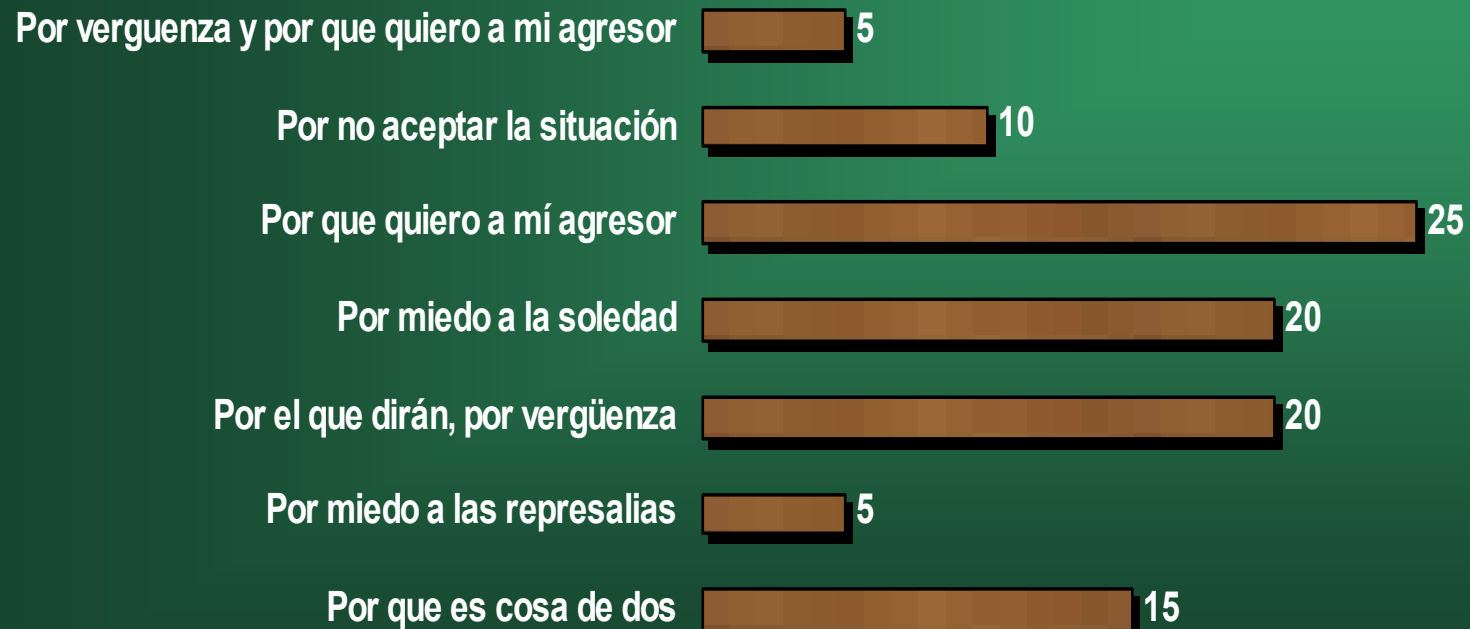 Por verguenza y por que quiero a mi agresor 5
Por no aceptar la situación 10
Por que quiero a mí agresor 25
Por miedo a la soledad 20
Por el que dirán, por vergüenza 20
Por miedo a las represalias 5
Por que es cosa de dos 15